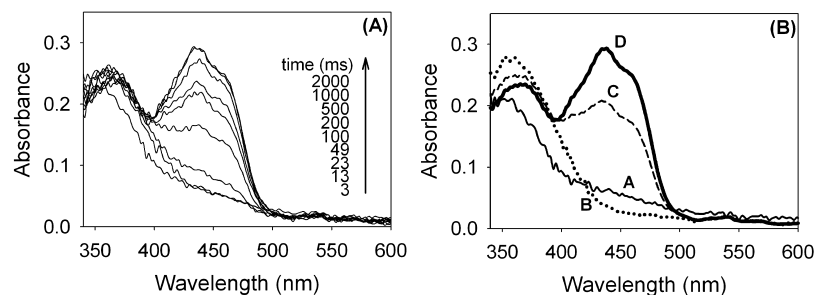 (A)
0.3
0.2
0.1
0.0
Absorbance
time (ms)
2000
1000
500
200
100
49
23
13
3
350 400 450 500 550 600
Wavelength (nm)
(B)
0.3
0.2
0.1
0.0
Absorbance
D
C
A
B
350 400 450 500 550 600
Wavelength (nm)